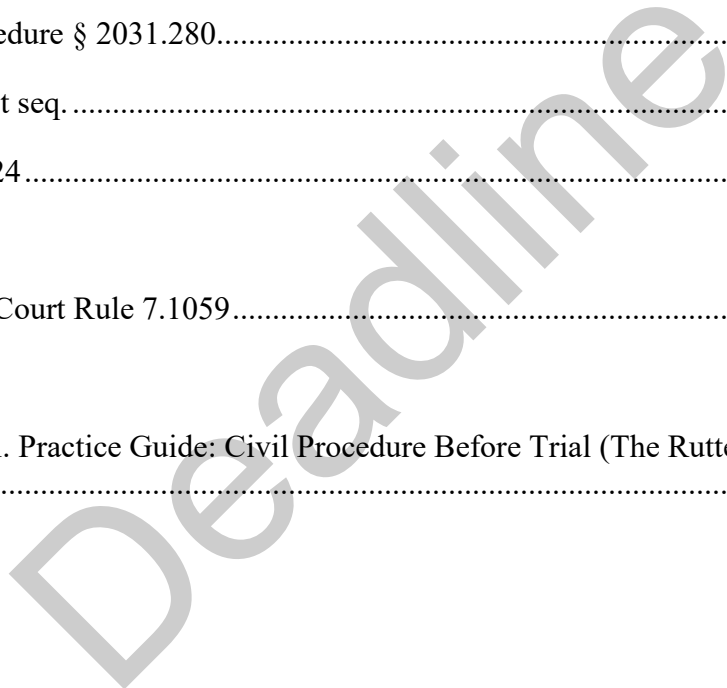 edure § 2031.280....................................................................
t seq. .......................................................................................
24.............................................................................................
Court Rule 7.1059..................................................................
. Practice Guide: Civil Procedure Before Trial (The Rutte
................................................................................................
Deadline